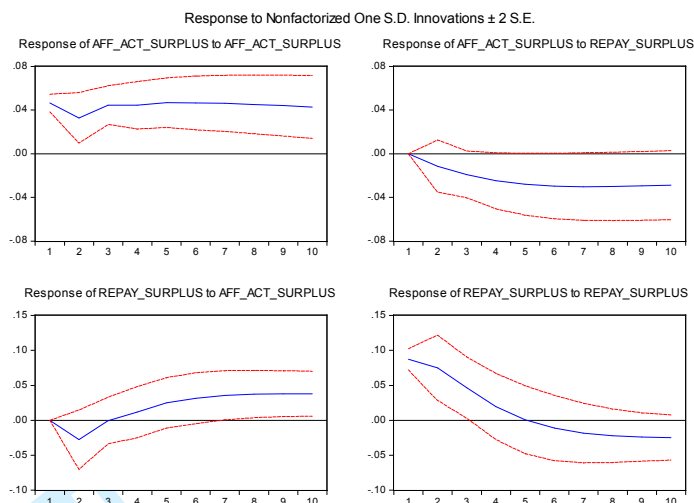 Response to Nonfactorized One S.D. Innovations ± 2 S.E.
Response of AFF_ACT_SURPLUS to AFF_ACT_SURPLUS
.08
.04
.00
-.04
-.08
1 2 3 4 5 6 7 8 9 10
Response of AFF_ACT_SURPLUS to REPAY_SURPLUS
.08
.04
.00
-.04
-.08
1 2 3 4 5 6 7 8 9 10
Response of REPAY_SURPLUS to AFF_ACT_SURPLUS
.15
.10
.05
.00
-.05
-.10
1 2 3 4 5 6 7 8 9 10
Response of REPAY_SURPLUS to REPAY_SURPLUS
.15
.10
.05
.00
-.05
-.10
1 2 3 4 5 6 7 8 9 10